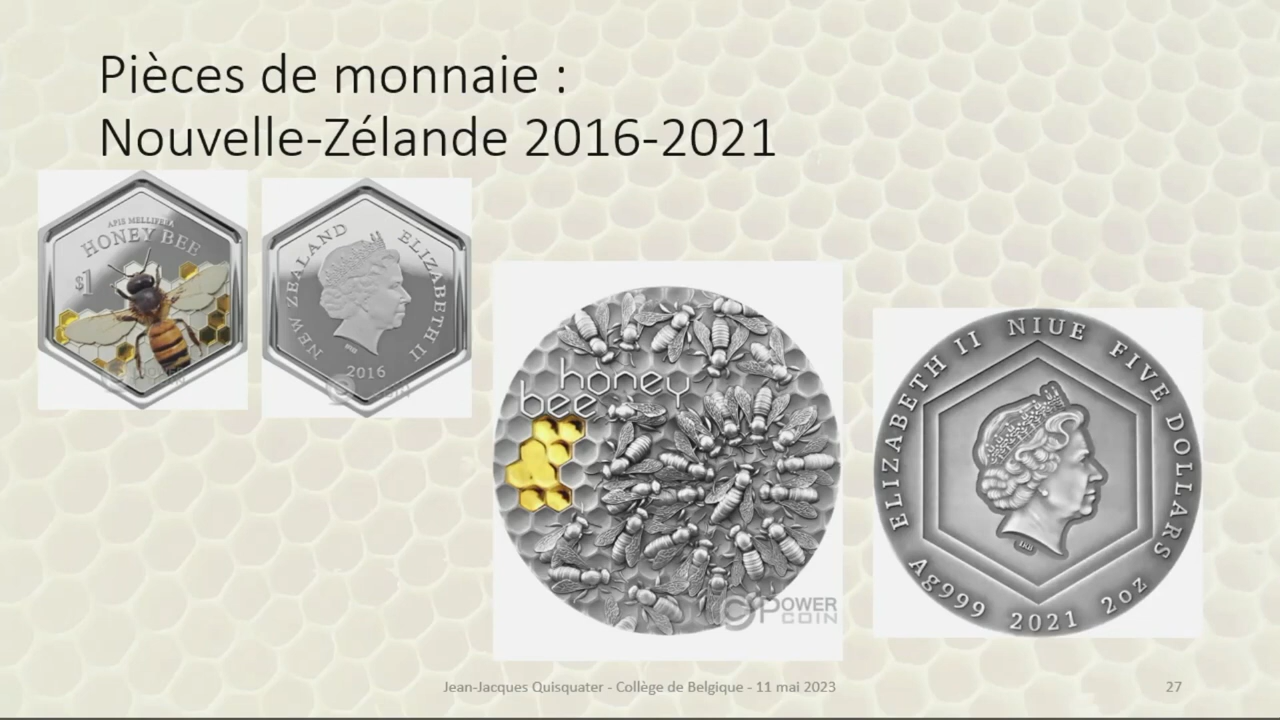 Pièces de monnaie :
Nouvelle-Zélande 2016-2021
APIS MELLIFERA
HONEY BEE
$1
NEW ZEALAND
ELIZABETH II
2016
honey
bee
POWER
COIN
ELIZABETH II NIUE FIVE DOLLARS
Ag999 2021 2oz
IRB
Jean-Jacques Quisquater - Collège de Belgique - 11 mai 2023
27